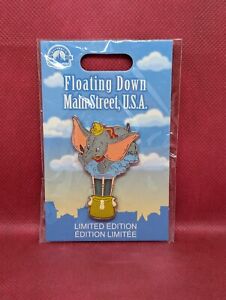 Floating Down
Main Street, U.S.A.
LIMITED EDITION
ÉDITION LIMITÉE